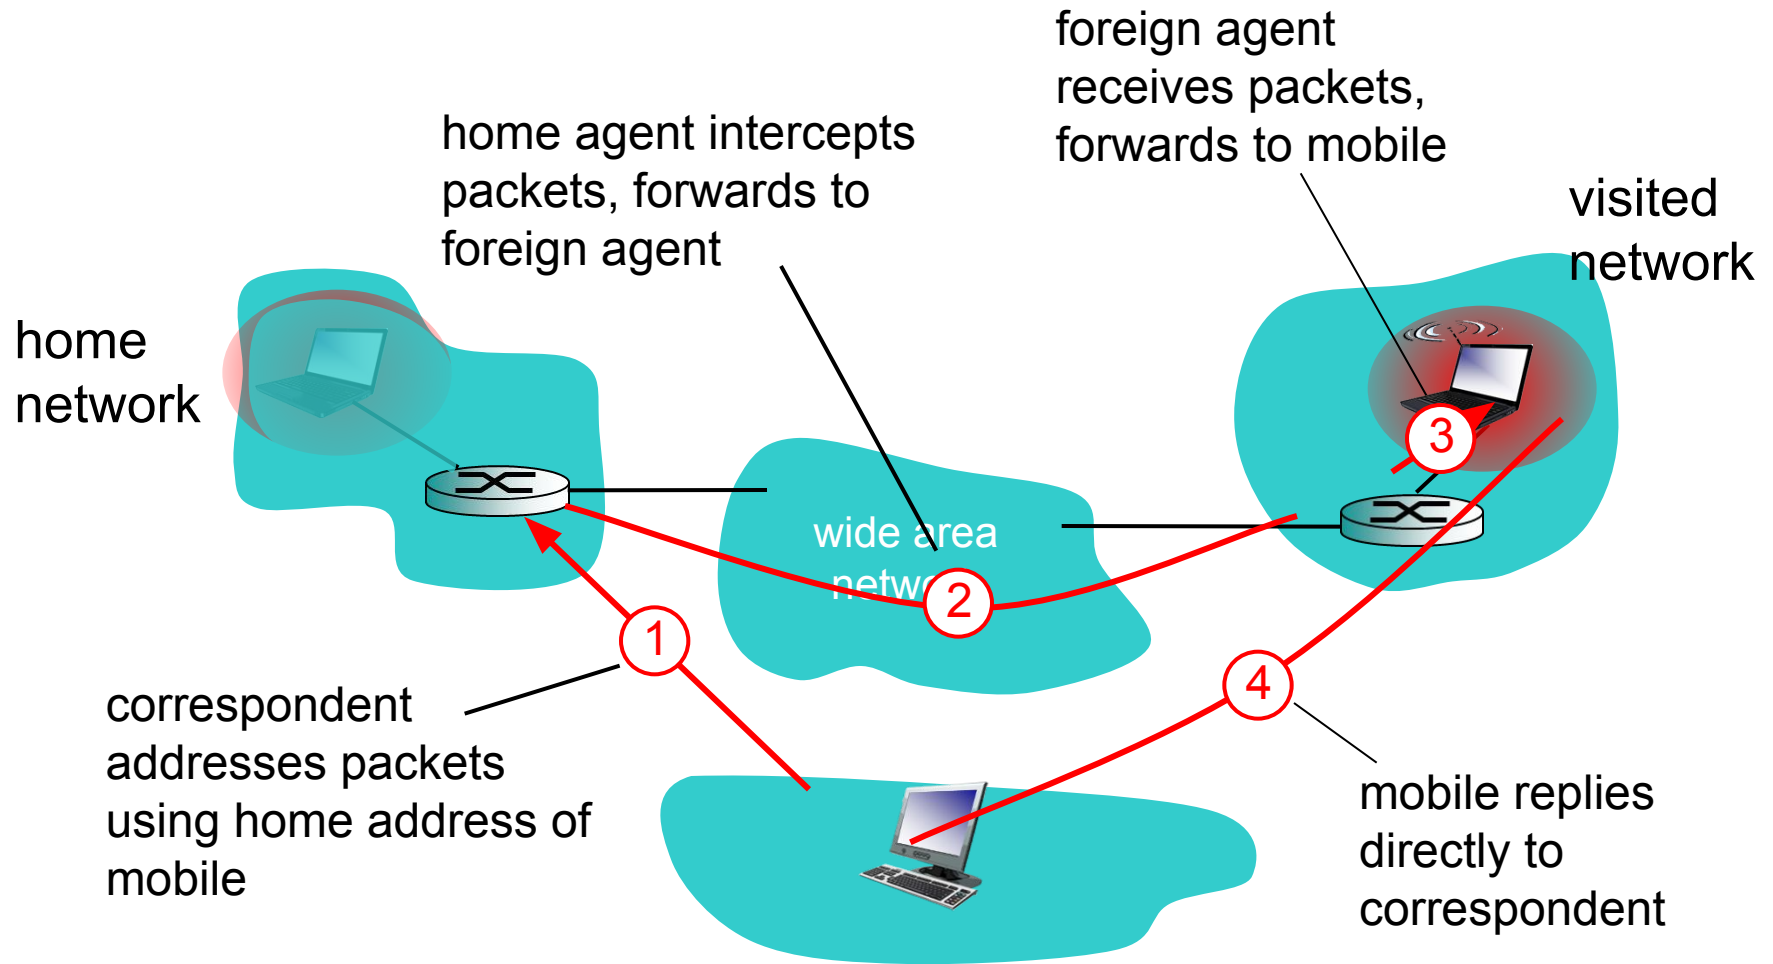 foreign agent
receives packets,
forwards to mobile
home agent intercepts
packets, forwards to
foreign agent
visited
network
home
network
wide area
network
3
2
1
4
correspondent
addresses packets
using home address of
mobile
mobile replies
directly to
correspondent